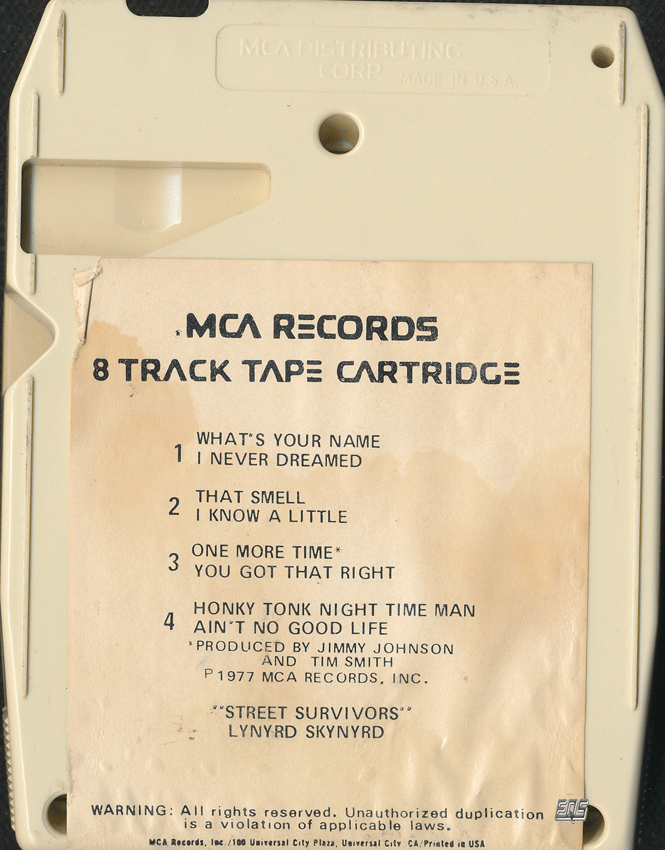 MCA DISTRIBUTING
CORP. MADE IN U.S.A.
MCA RECORDS
8 TRACK TAPE CARTRIDGE
1 WHAT'S YOUR NAME
I NEVER DREAMED
2 THAT SMELL
I KNOW A LITTLE
3 ONE MORE TIME*
YOU GOT THAT RIGHT
4 HONKY TONK NIGHT TIME MAN
AIN'T NO GOOD LIFE
*PRODUCED BY JIMMY JOHNSON
AND TIM SMITH
℗1977 MCA RECORDS, INC.
"STREET SURVIVORS"
LYNYRD SKYNYRD
WARNING: All rights reserved. Unauthorized duplication
is a violation of applicable laws.
MCA Records, Inc./100 Universal City Plaza, Universal City CA/Printed in USA